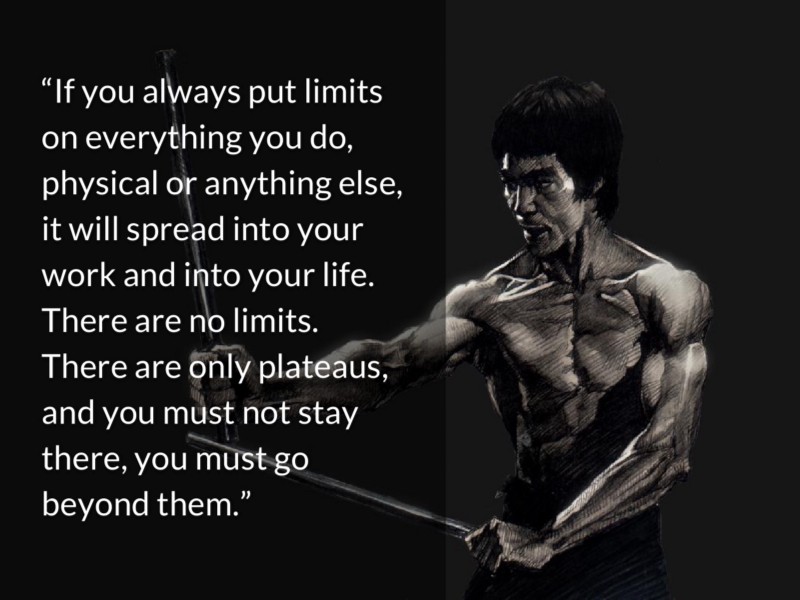 “If you always put limits
on everything you do,
physical or anything else,
it will spread into your
work and into your life.
There are no limits.
There are only plateaus,
and you must not stay
there, you must go
beyond them.”